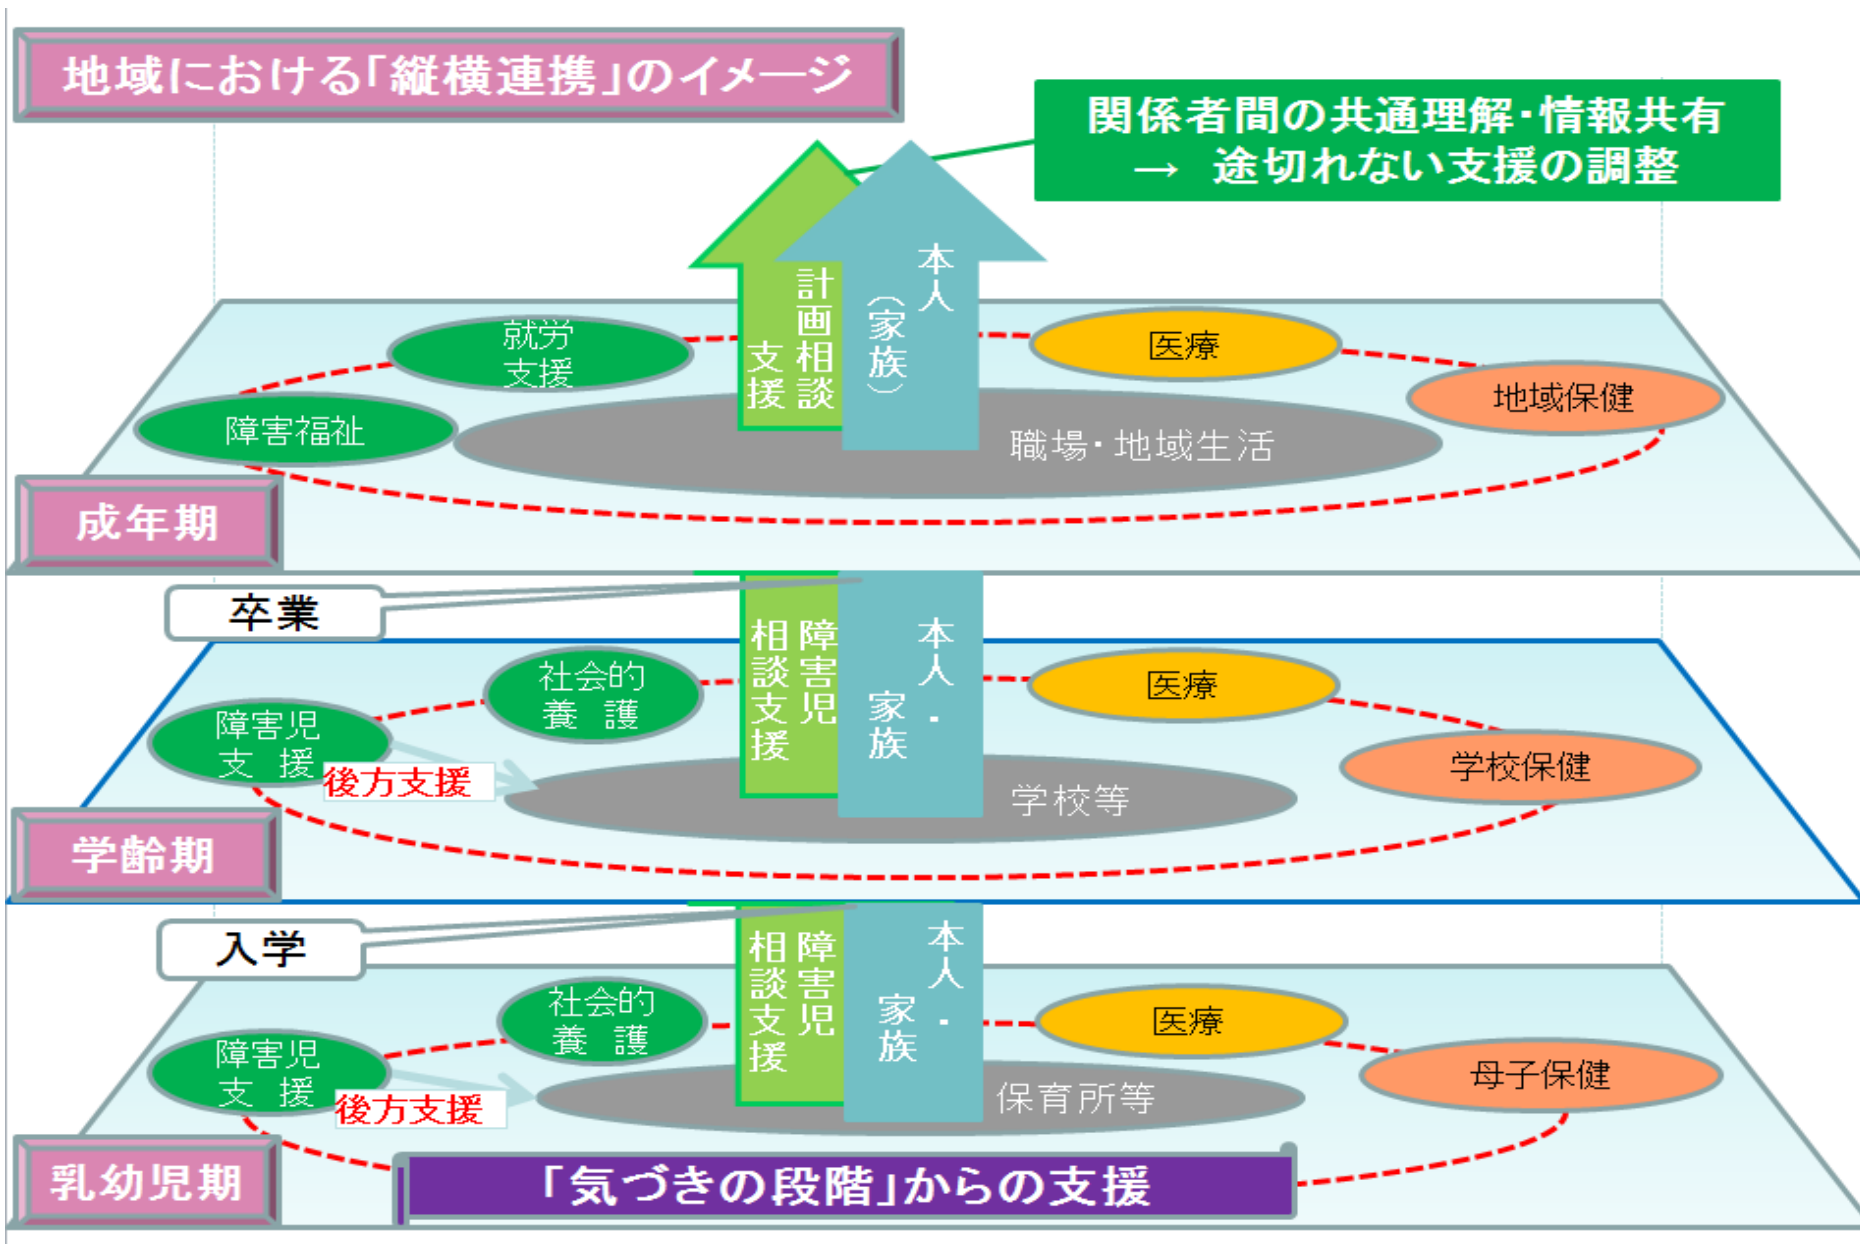 地域における「縦横連携」のイメージ
関係者間の共通理解・情報共有
→ 途切れない支援の調整
計画相談
支援
本人
（家族）
就労
支援
医療
地域保健
障害福祉
職場・地域生活
成年期
卒業
障害児
相談支援
本人・
家族
社会的
養 護
医療
障害児
支 援
後方支援
学校保健
学校等
学齢期
入学
障害児
相談支援
本人・
家族
社会的
養 護
医療
障害児
支 援
後方支援
母子保健
保育所等
乳幼児期
「気づきの段階」からの支援